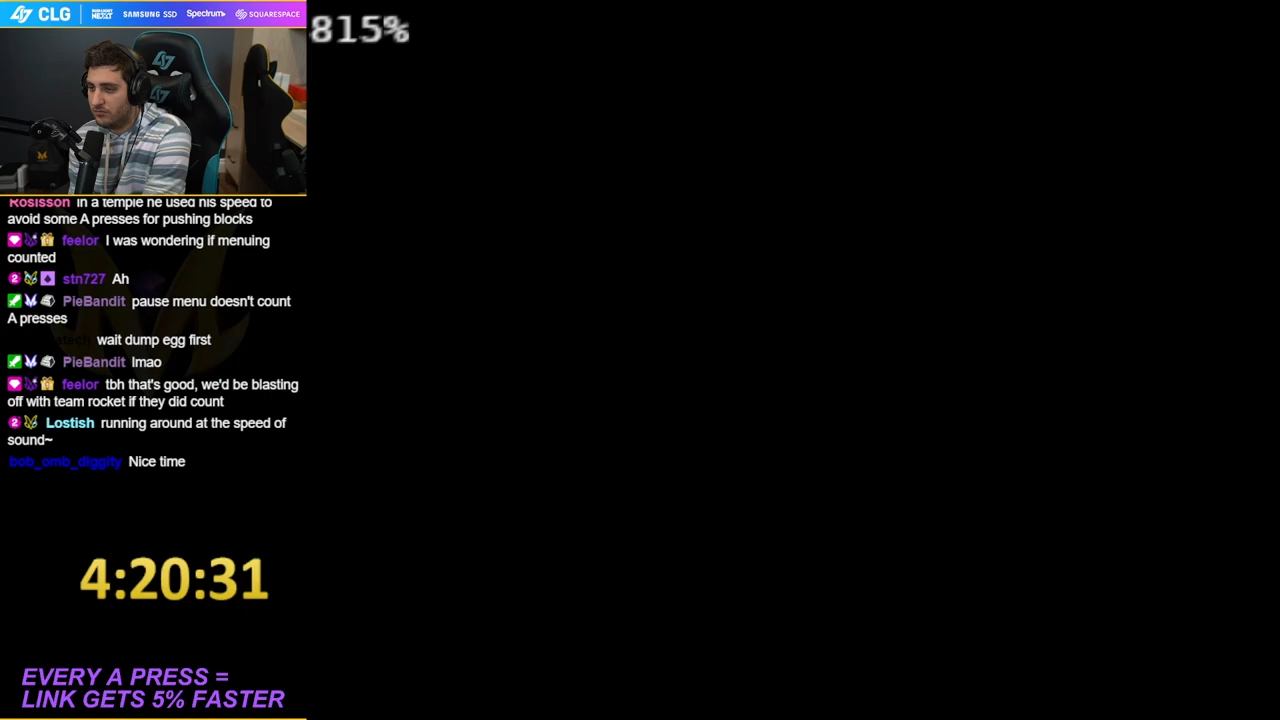 CLG
SAMSUNG SSD
Spectrum
SQUARESPACE
815%
Rosisson in a temple he used his speed to
avoid some A presses for pushing blocks
feelor I was wondering if menuing
counted
2 stn727 Ah
PieBandit pause menu doesn't count
A presses
wait dump egg first
PieBandit lmao
feelor tbh that's good, we'd be blasting
off with team rocket if they did count
2 Lostish running around at the speed of
sound~
bob_omb_diggity Nice time
4:20:31
EVERY A PRESS =
LINK GETS 5% FASTER